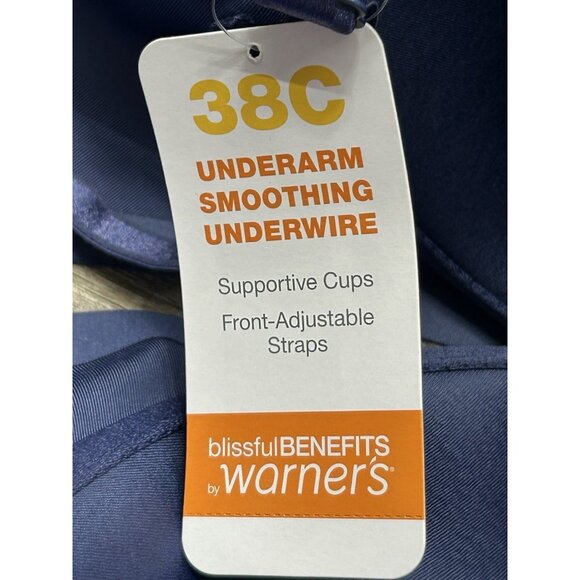 38C
UNDERARM
SMOOTHING
UNDERWIRE
Supportive Cups
Front-Adjustable
Straps
blissfulBENEFITS
by warner's®